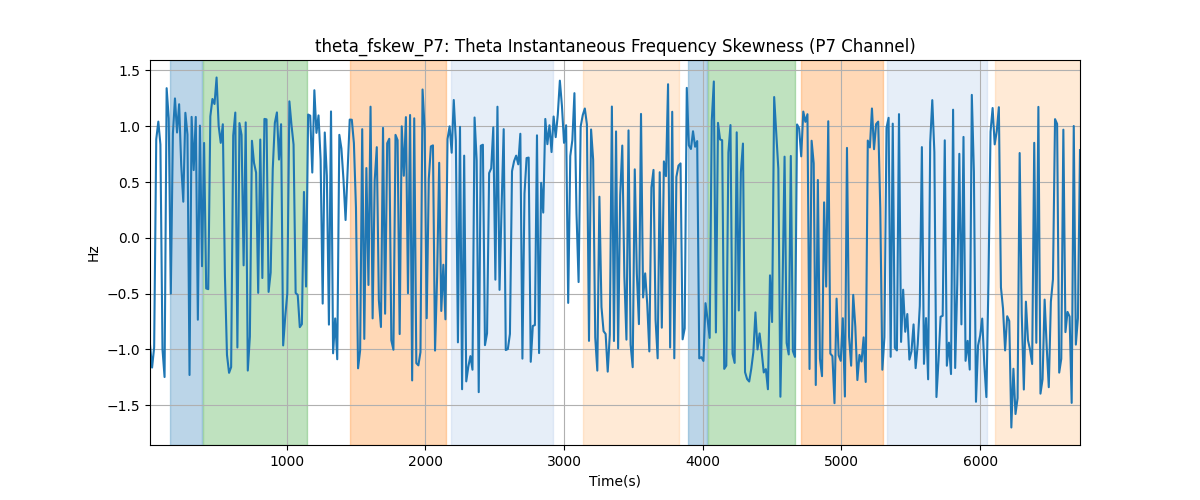 theta_fskew_P7: Theta Instantaneous Frequency Skewness (P7 Channel)
1.5
1.0
0.5
0.0
−0.5
−1.0
−1.5
Hz
1000 2000 3000 4000 5000 6000
Time(s)